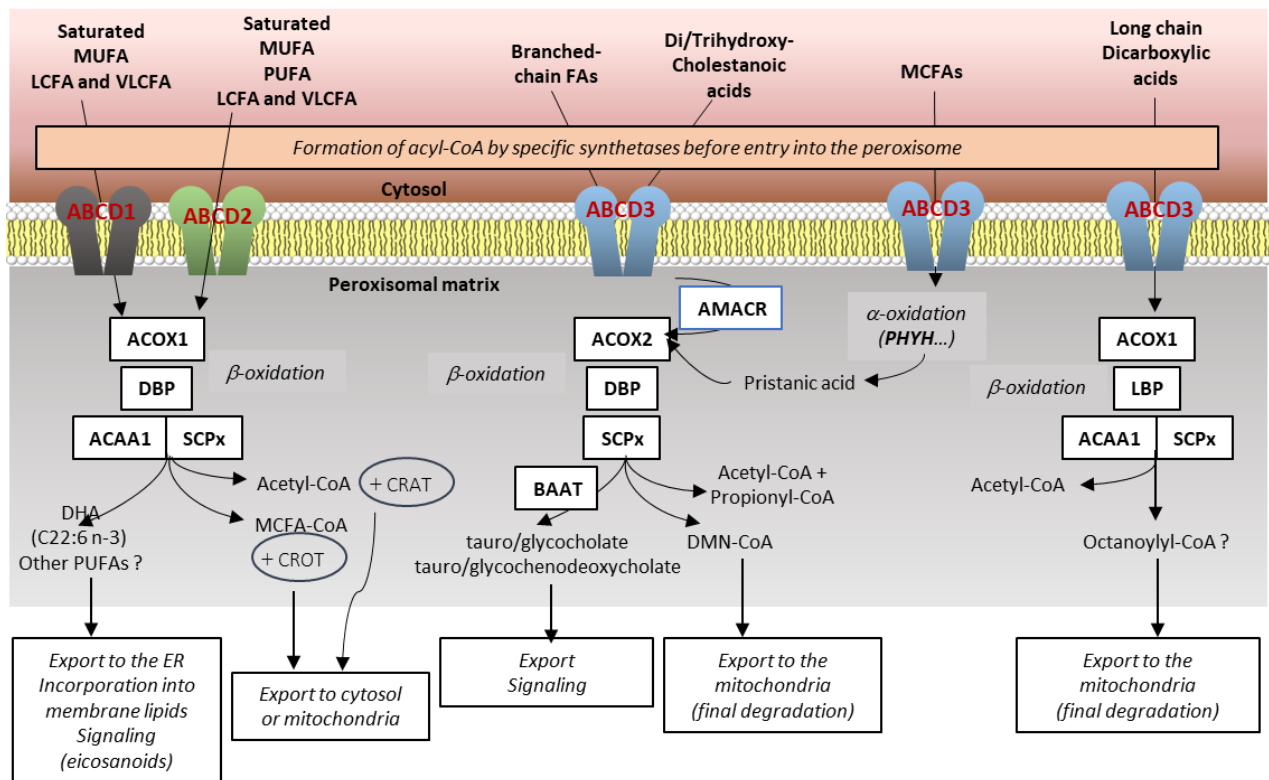 Saturated
MUFA
LCFA and VLCFA
Saturated
MUFA
PUFA
LCFA and VLCFA
Branched-
chain FAs
Di/Trihydroxy-
Cholestanoic
acids
MCFAs
Long chain
Dicarboxylic
acids
Formation of acyl-CoA by specific synthetases before entry into the peroxisome
Cytosol
ABCD1
ABCD2
ABCD3
ABCD3
ABCD3
Peroxisomal matrix
ACOX1
DBP
β-oxidation
ACAA1
SCPx
Acetyl-CoA
+ CRAT
MCFA-CoA
+ CROT
DHA
(C22:6 n-3)
Other PUFAs ?
Export to the ER
Incorporation into
membrane lipids
Signaling
(eicosanoids)
Export to cytosol
or mitochondria
AMACR
ACOX2
β-oxidation
DBP
SCPx
BAAT
Acetyl-CoA +
Propionyl-CoA
tauro/glycocholate
tauro/glycochenodeoxycholate
DMN-CoA
Export
Signaling
Export to the
mitochondria
(final degradation)
α-oxidation
(PHYH...)
Pristanic acid
ACOX1
β-oxidation
LBP
ACAA1
SCPx
Acetyl-CoA
Octanoylyl-CoA ?
Export to the
mitochondria
(final degradation)